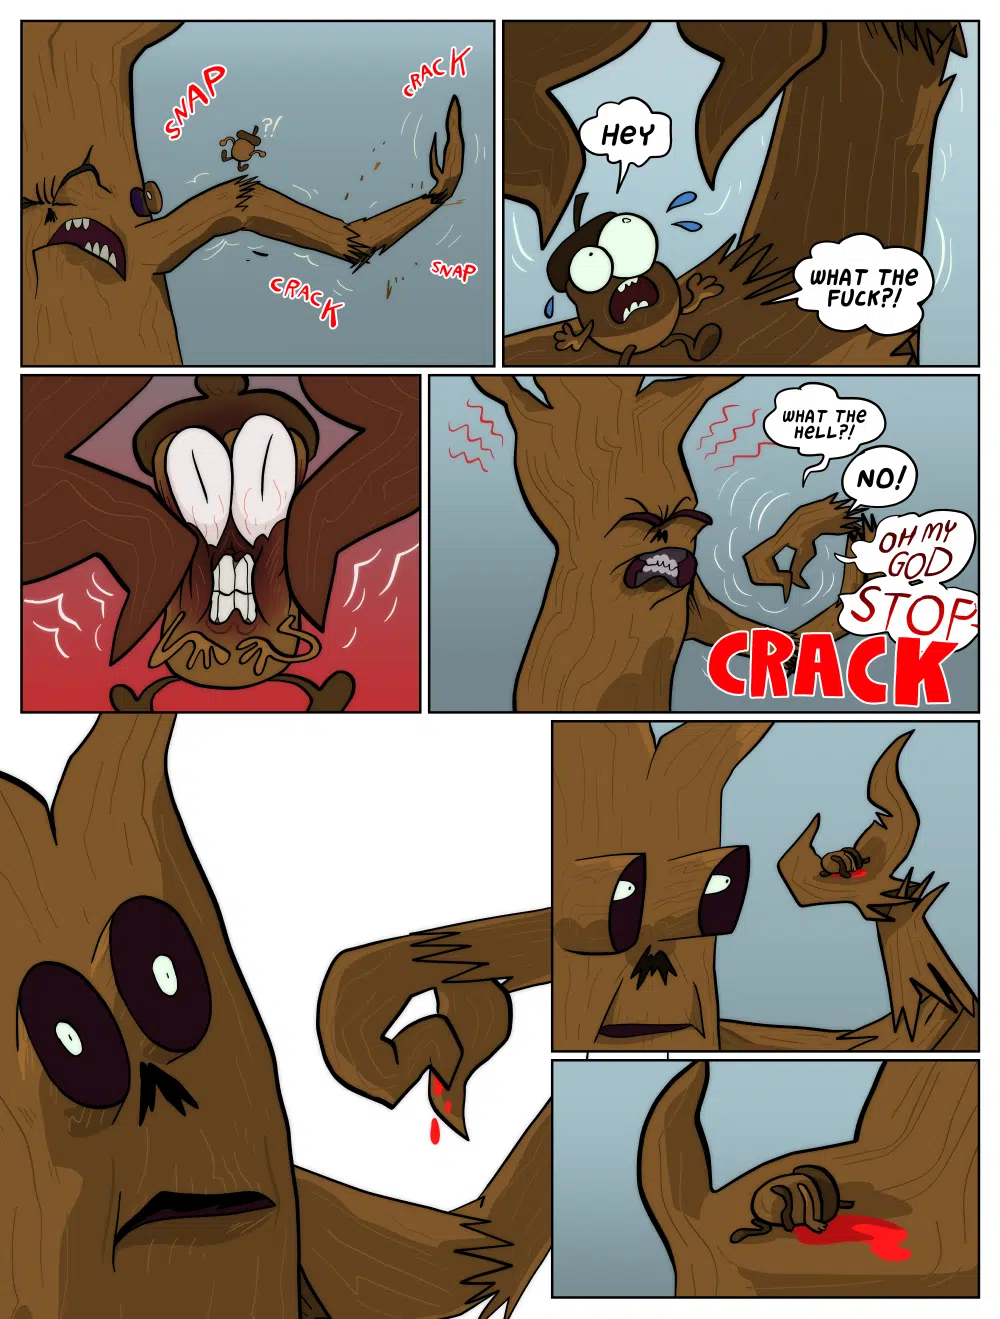 SNAP
CRACK
?!
CRACK
SNAP
HEY
WHAT THE
FUCK?!
WHAT THE
HELL?!
NO!
OH MY
GOD
STOP
CRACK